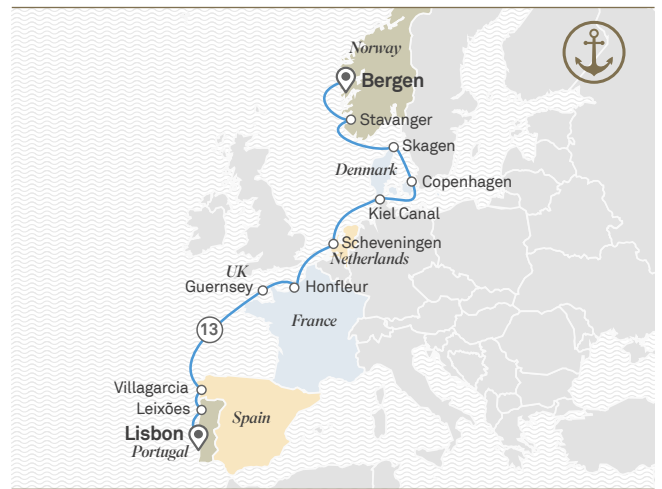 Norway
Bergen
Stavanger
Skagen
Denmark
Copenhagen
Kiel Canal
Scheveningen
Netherlands
UK
Guernsey
Honfleur
France
13
Villagarcia
Leixões
Spain
Lisbon
Portugal